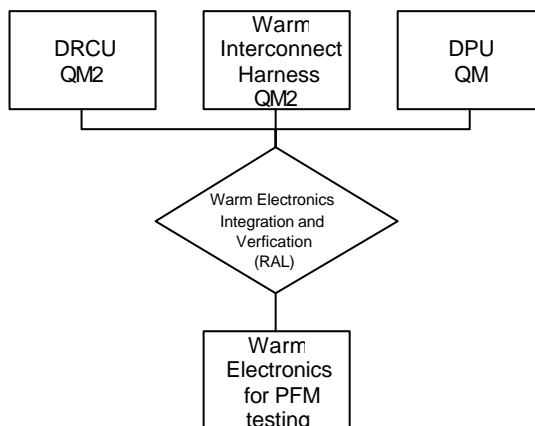 DRCU
QM2
Warm
Interconnect
Harness
QM2
DPU
QM
Warm Electronics
Integration and
Verfication
(RAL)
Warm
Electronics
for PFM
testing